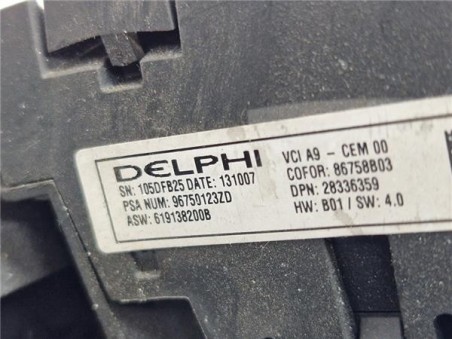 DELPHI VCI A9 - CEM 00
SN: 105DFB25 DATE: 131007 COFOR: 86758B03
PSA NUM: 96750123ZD DPN: 28336359
ASW: 619138200B HW: B01 / SW: 4.0